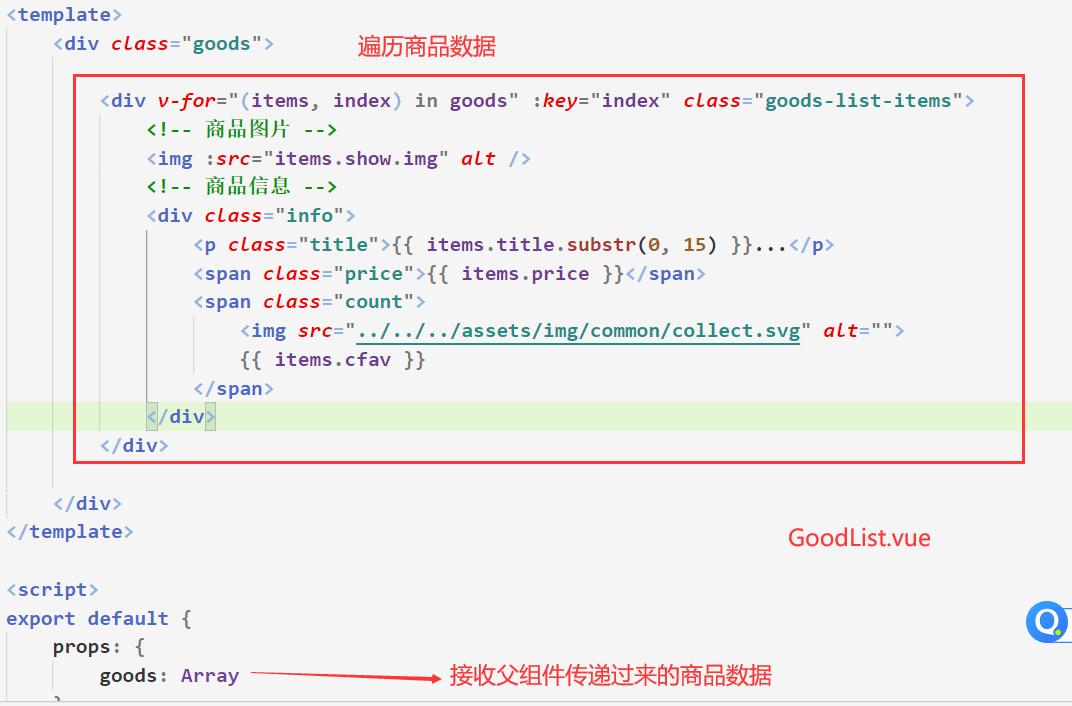 <template>
<div class="goods">
遍历商品数据
<div v-for="(items, index) in goods" :key="index" class="goods-list-items">
<!-- 商品图片 -->
<img :src="items.show.img" alt />
<!-- 商品信息 -->
<div class="info">
<p class="title">{{ items.title.substr(0, 15) }}...</p>
<span class="price">{{ items.price }}</span>
<span class="count">
<img src="../../../assets/img/common/collect.svg" alt="">
{{ items.cfav }}
</span>
</div>
</div>
</div>
</template>
GoodList.vue
<script>
export default {
props: {
goods: Array
接收父组件传递过来的商品数据